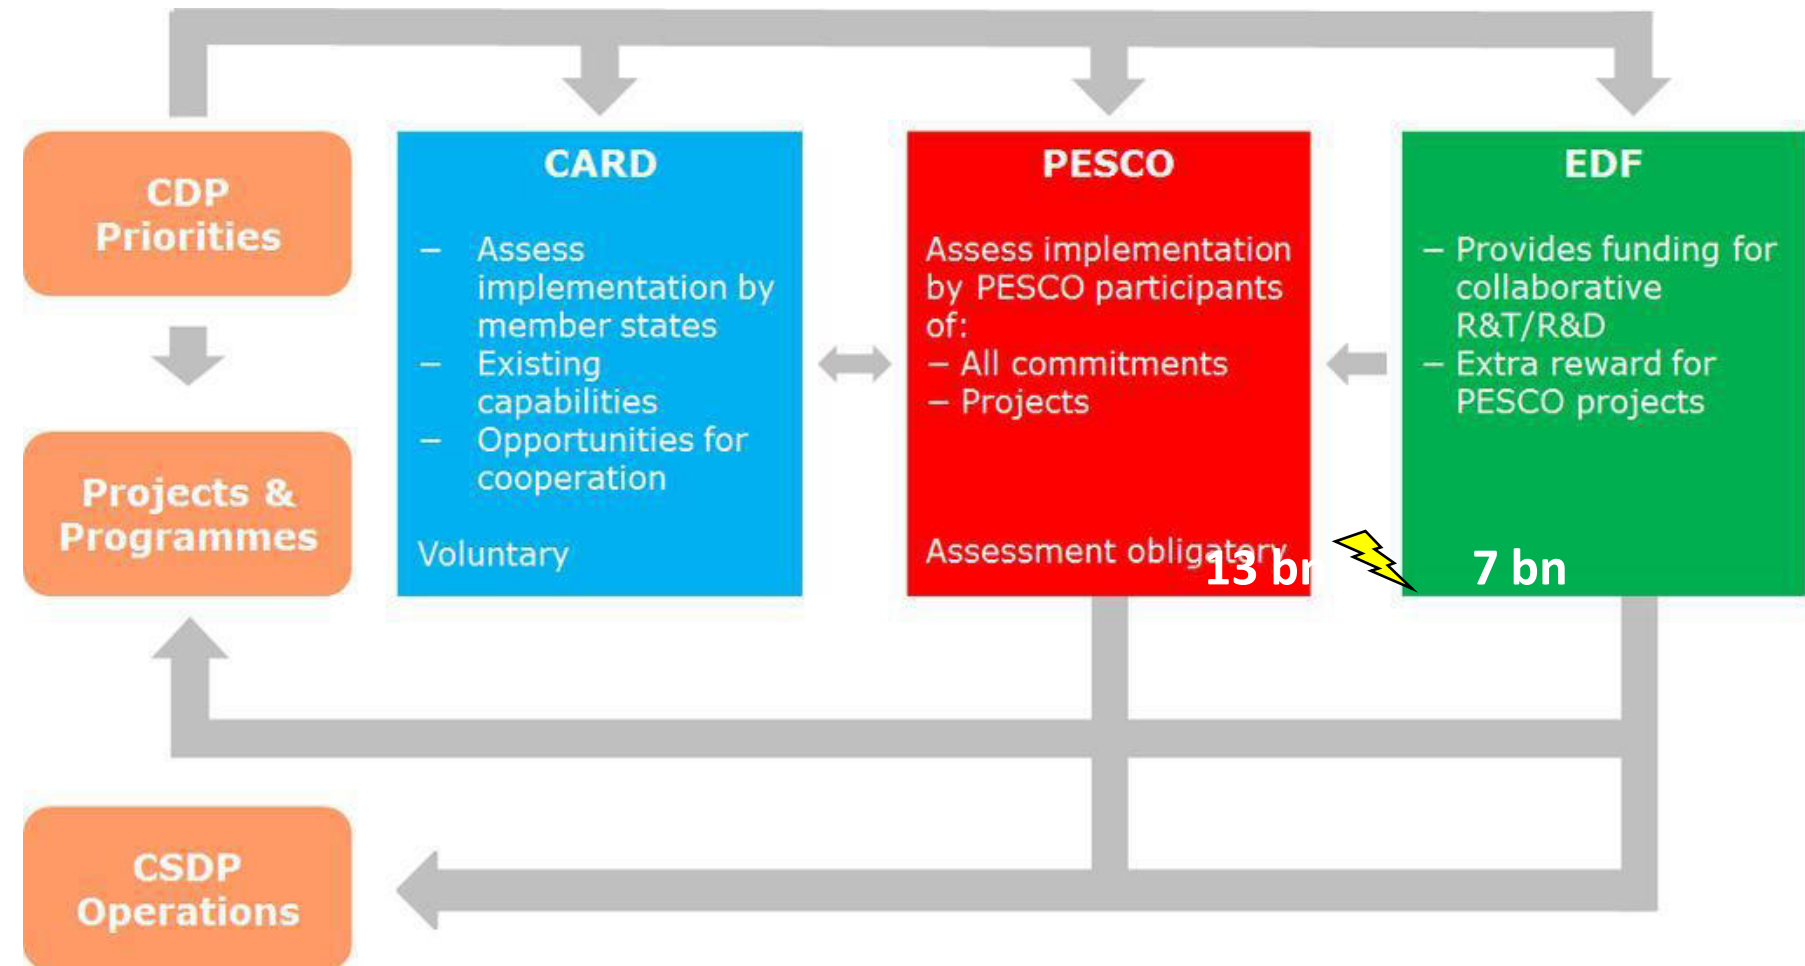 CDP
Priorities
Projects &
Programmes
CSDP
Operations
CARD
– Assess
implementation by
member states
– Existing
capabilities
– Opportunities for
cooperation
Voluntary
PESCO
Assess implementation
by PESCO participants
of:
– All commitments
– Projects
Assessment obligatory
13 bn
EDF
– Provides funding for
collaborative
R&T/R&D
– Extra reward for
PESCO projects
7 bn